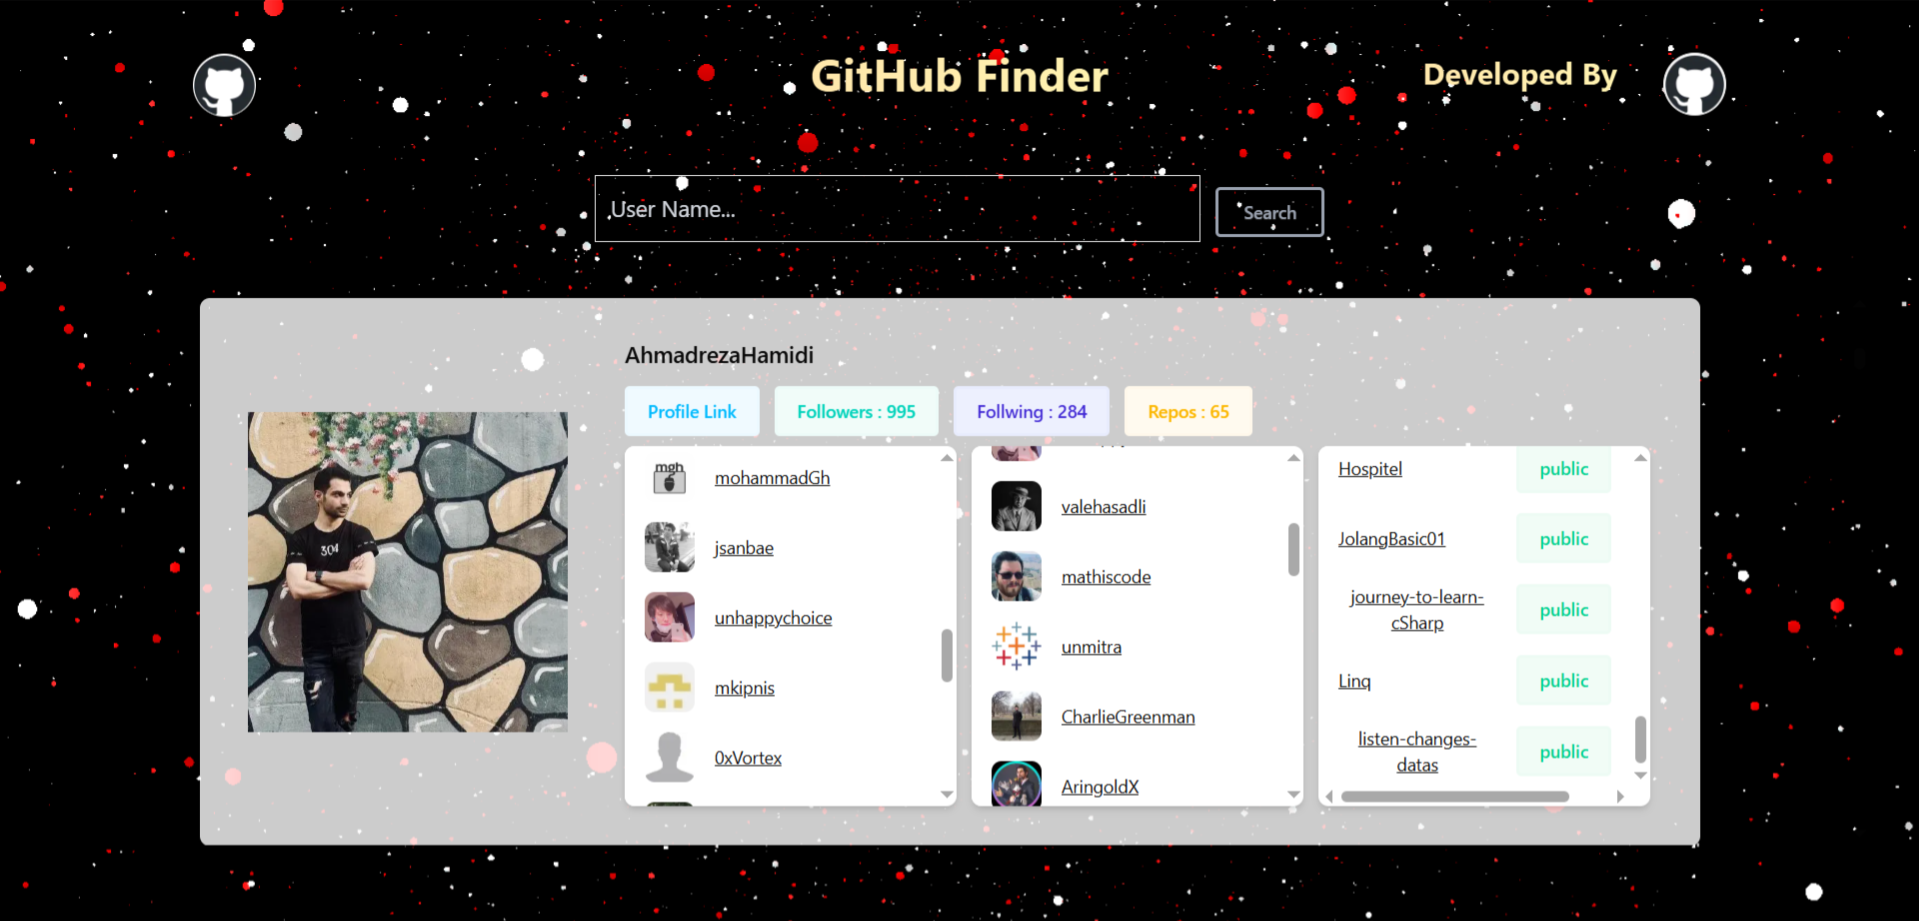 GitHub Finder
Developed By
User Name...
Search
AhmadrezaHamidi
Profile Link
Followers : 995
Follwing : 284
Repos : 65
mgh
mohammadGh
jsanbae
unhappychoice
mkipnis
0xVortex
valehasadli
mathiscode
unmitra
CharlieGreenman
AringoldX
Hospitel
public
JolangBasic01
public
journey-to-learn-
cSharp
public
Linq
public
listen-changes-
datas
public
304